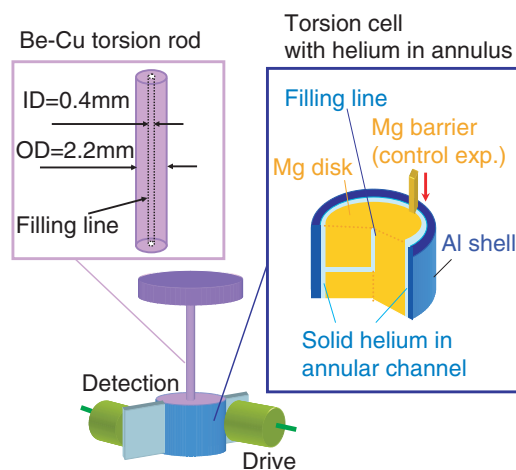 Be-Cu torsion rod
ID=0.4mm
OD=2.2mm
Filling line
Torsion cell
with helium in annulus
Filling line
Mg barrier
(control exp.)
Mg disk
Al shell
Solid helium in
annular channel
Detection
Drive